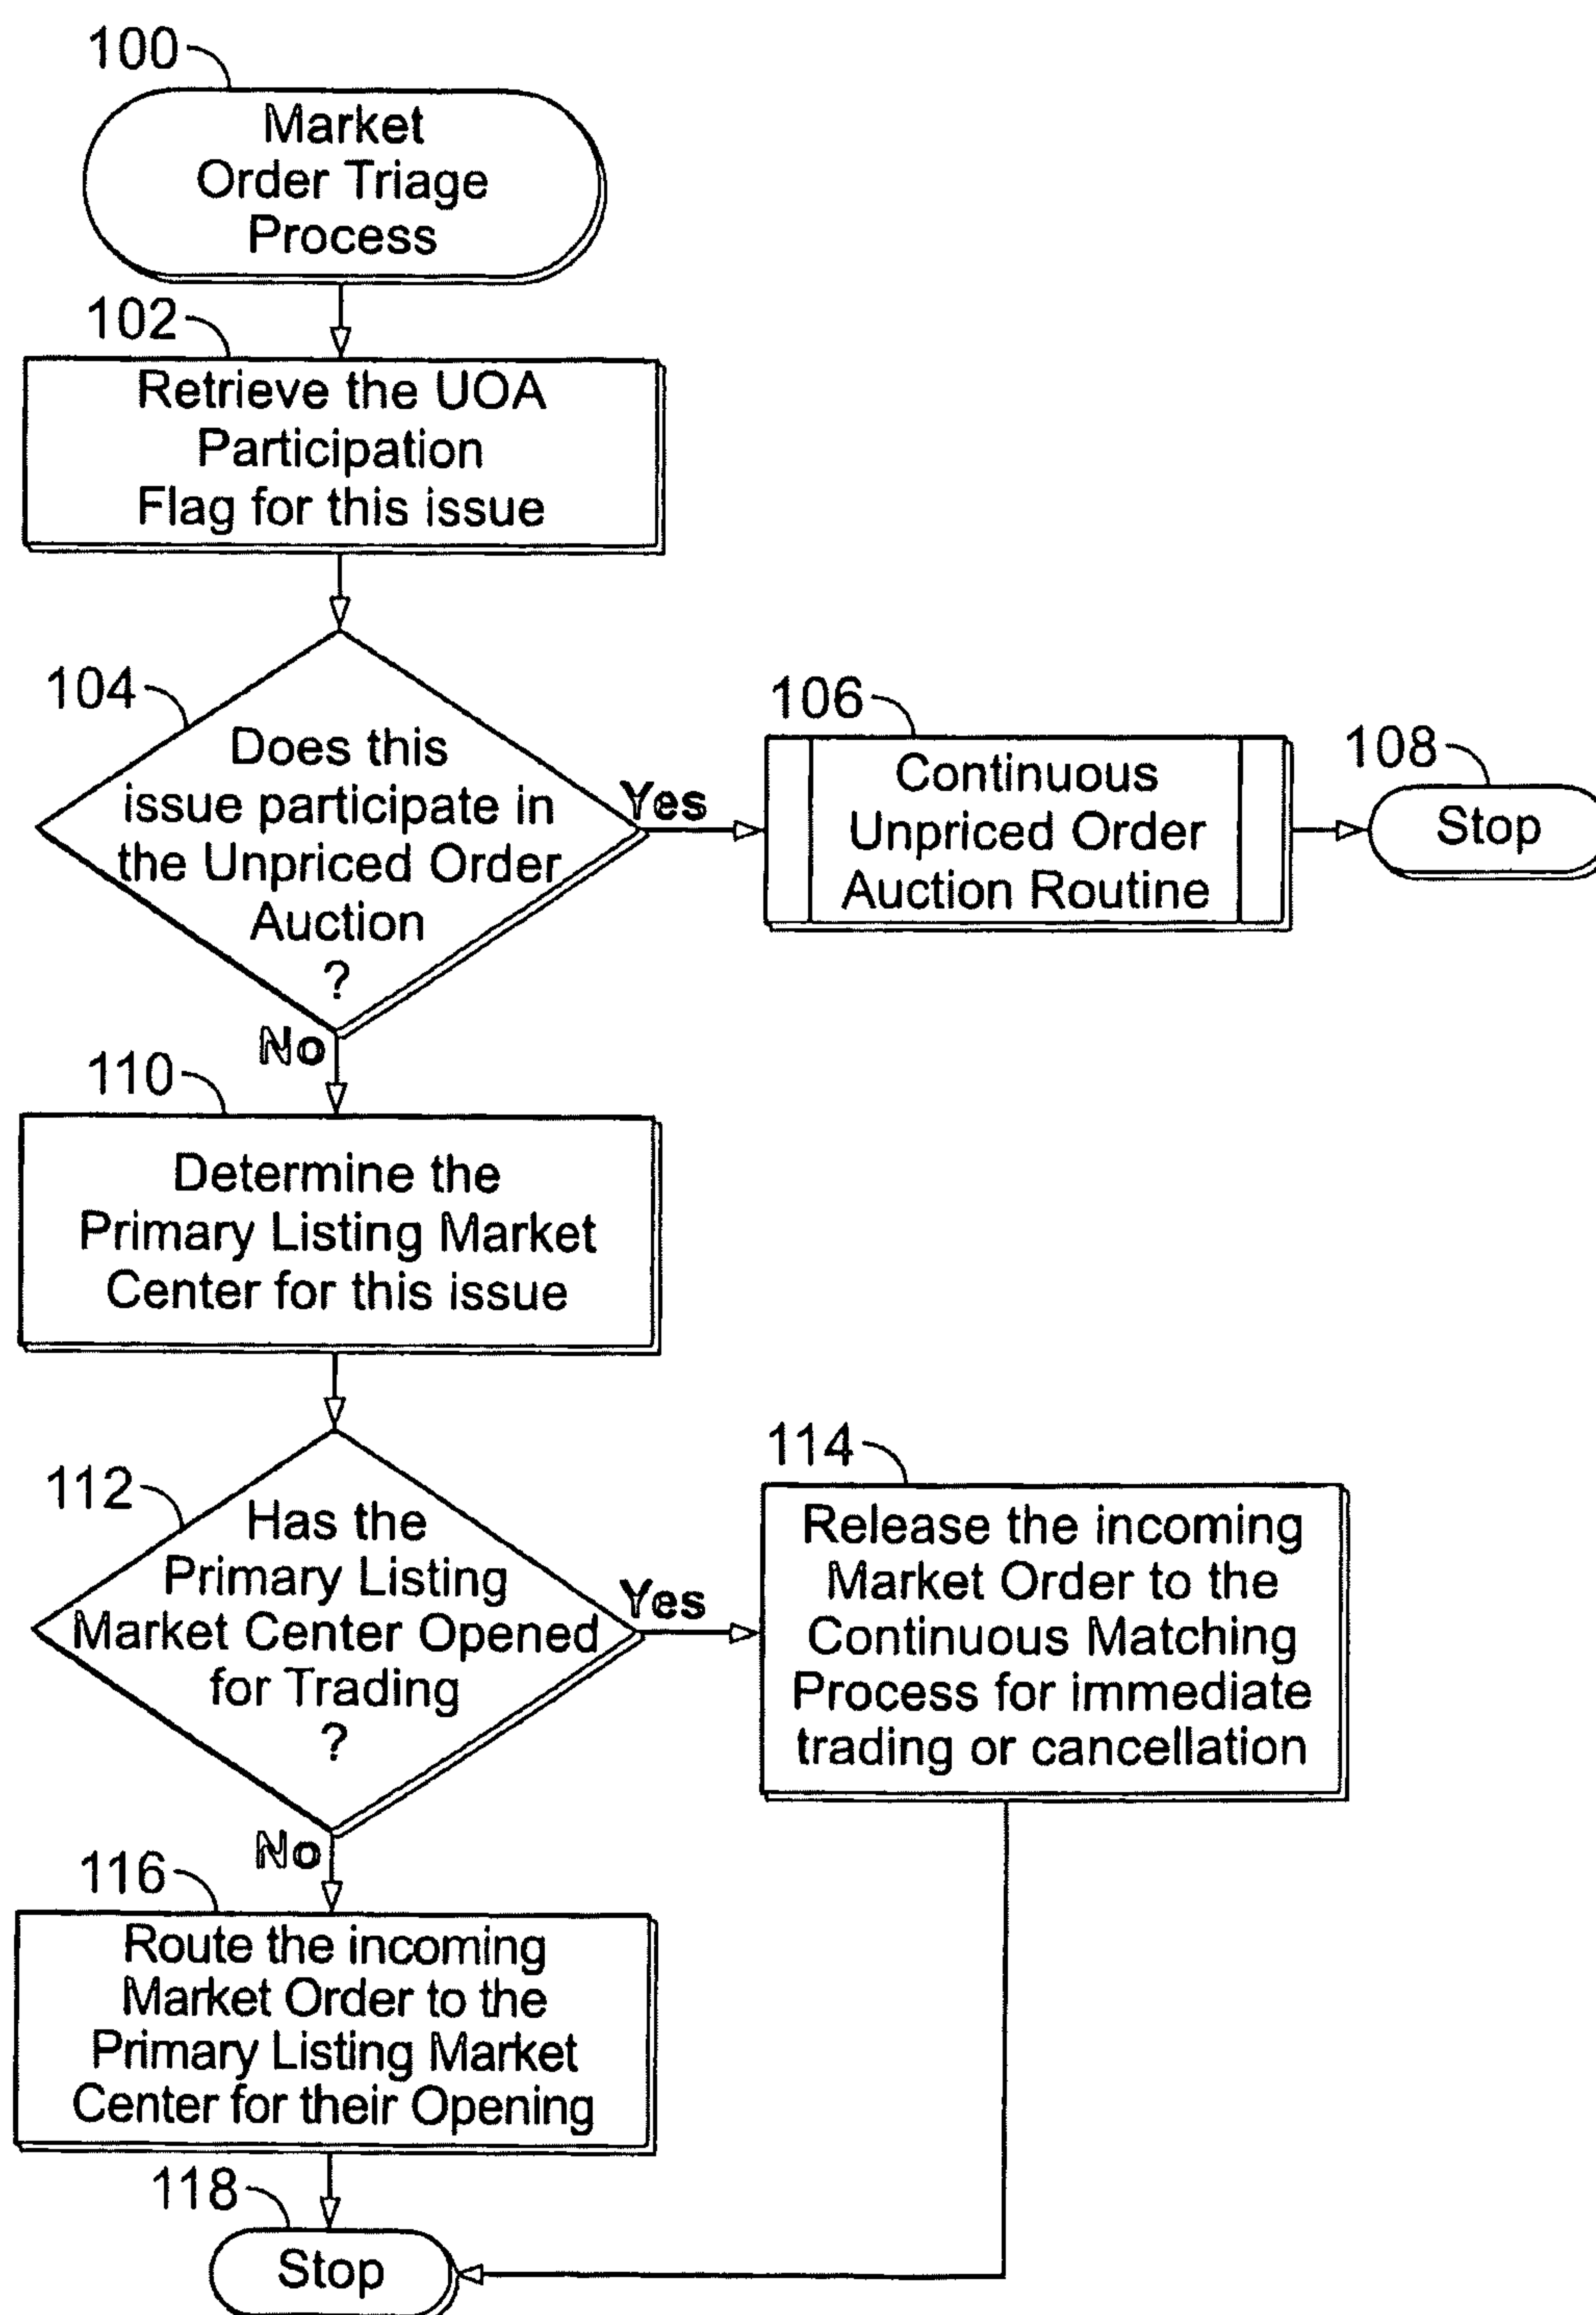 100
Market
Order Triage
Process
102
Retrieve the UOA
Participation
Flag for this issue
104
Does this
issue participate in
the Unpriced Order
Auction
?
Yes
106
Continuous
Unpriced Order
Auction Routine
108
Stop
No
110
Determine the
Primary Listing Market
Center for this issue
112
Has the
Primary Listing
Market Center Opened
for Trading
?
Yes
114
Release the incoming
Market Order to the
Continuous Matching
Process for immediate
trading or cancellation
No
116
Route the incoming
Market Order to the
Primary Listing Market
Center for their Opening
118
Stop